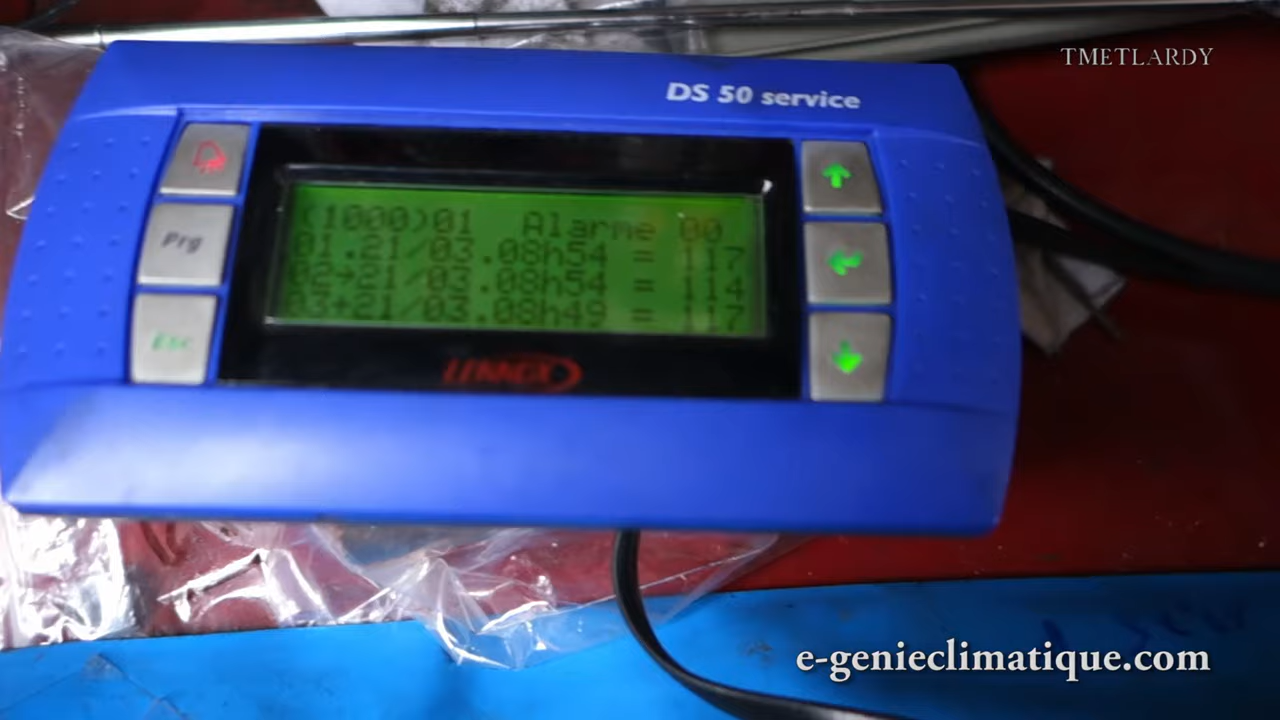 TMETLARDY
DS 50 service
Prg
Esc
(1000)01 Alarme 00
01.21/03.08h54 = 117
02+21/03.08h54 = 114
03+21/03.08h49 = 117
LENNOX
e-genieclimatique.com